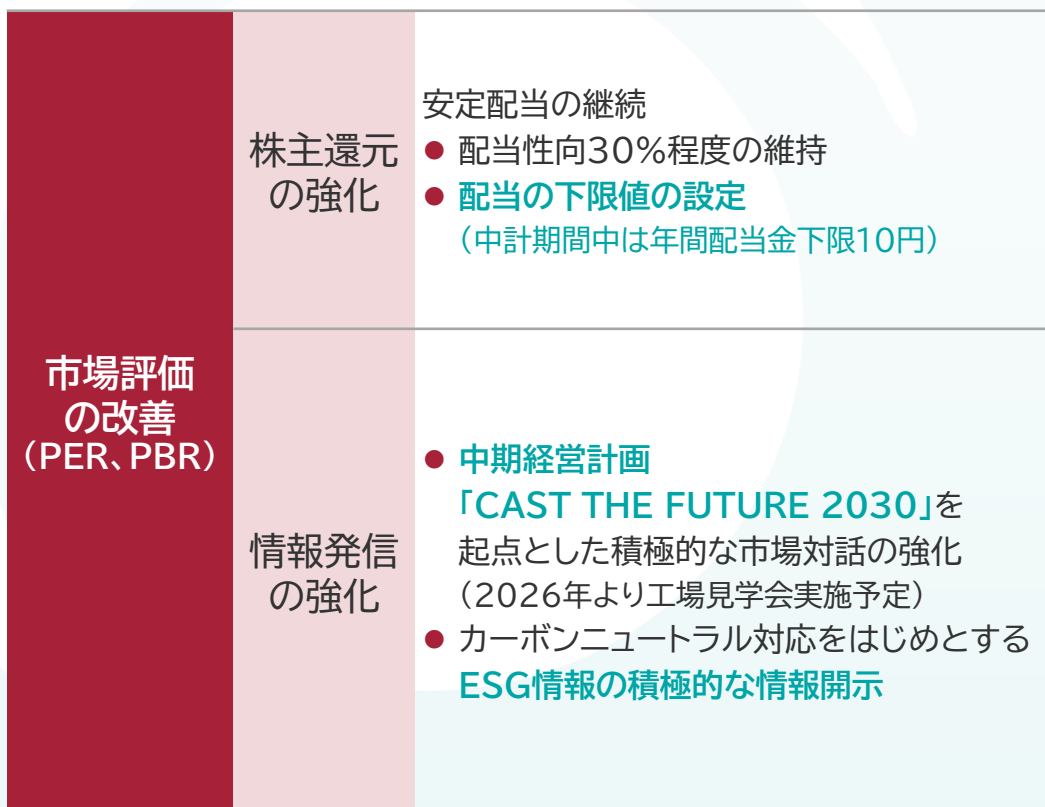 市場評価
の改善
（PER、PBR）
株主還元
の強化
安定配当の継続
● 配当性向30％程度の維持
● 配当の下限値の設定
（中計期間中は年間配当金下限10円）
情報発信
の強化
● 中期経営計画
「CAST THE FUTURE 2030」を
起点とした積極的な市場対話の強化
（2026年より工場見学会実施予定）
● カーボンニュートラル対応をはじめとする
ESG情報の積極的な情報開示